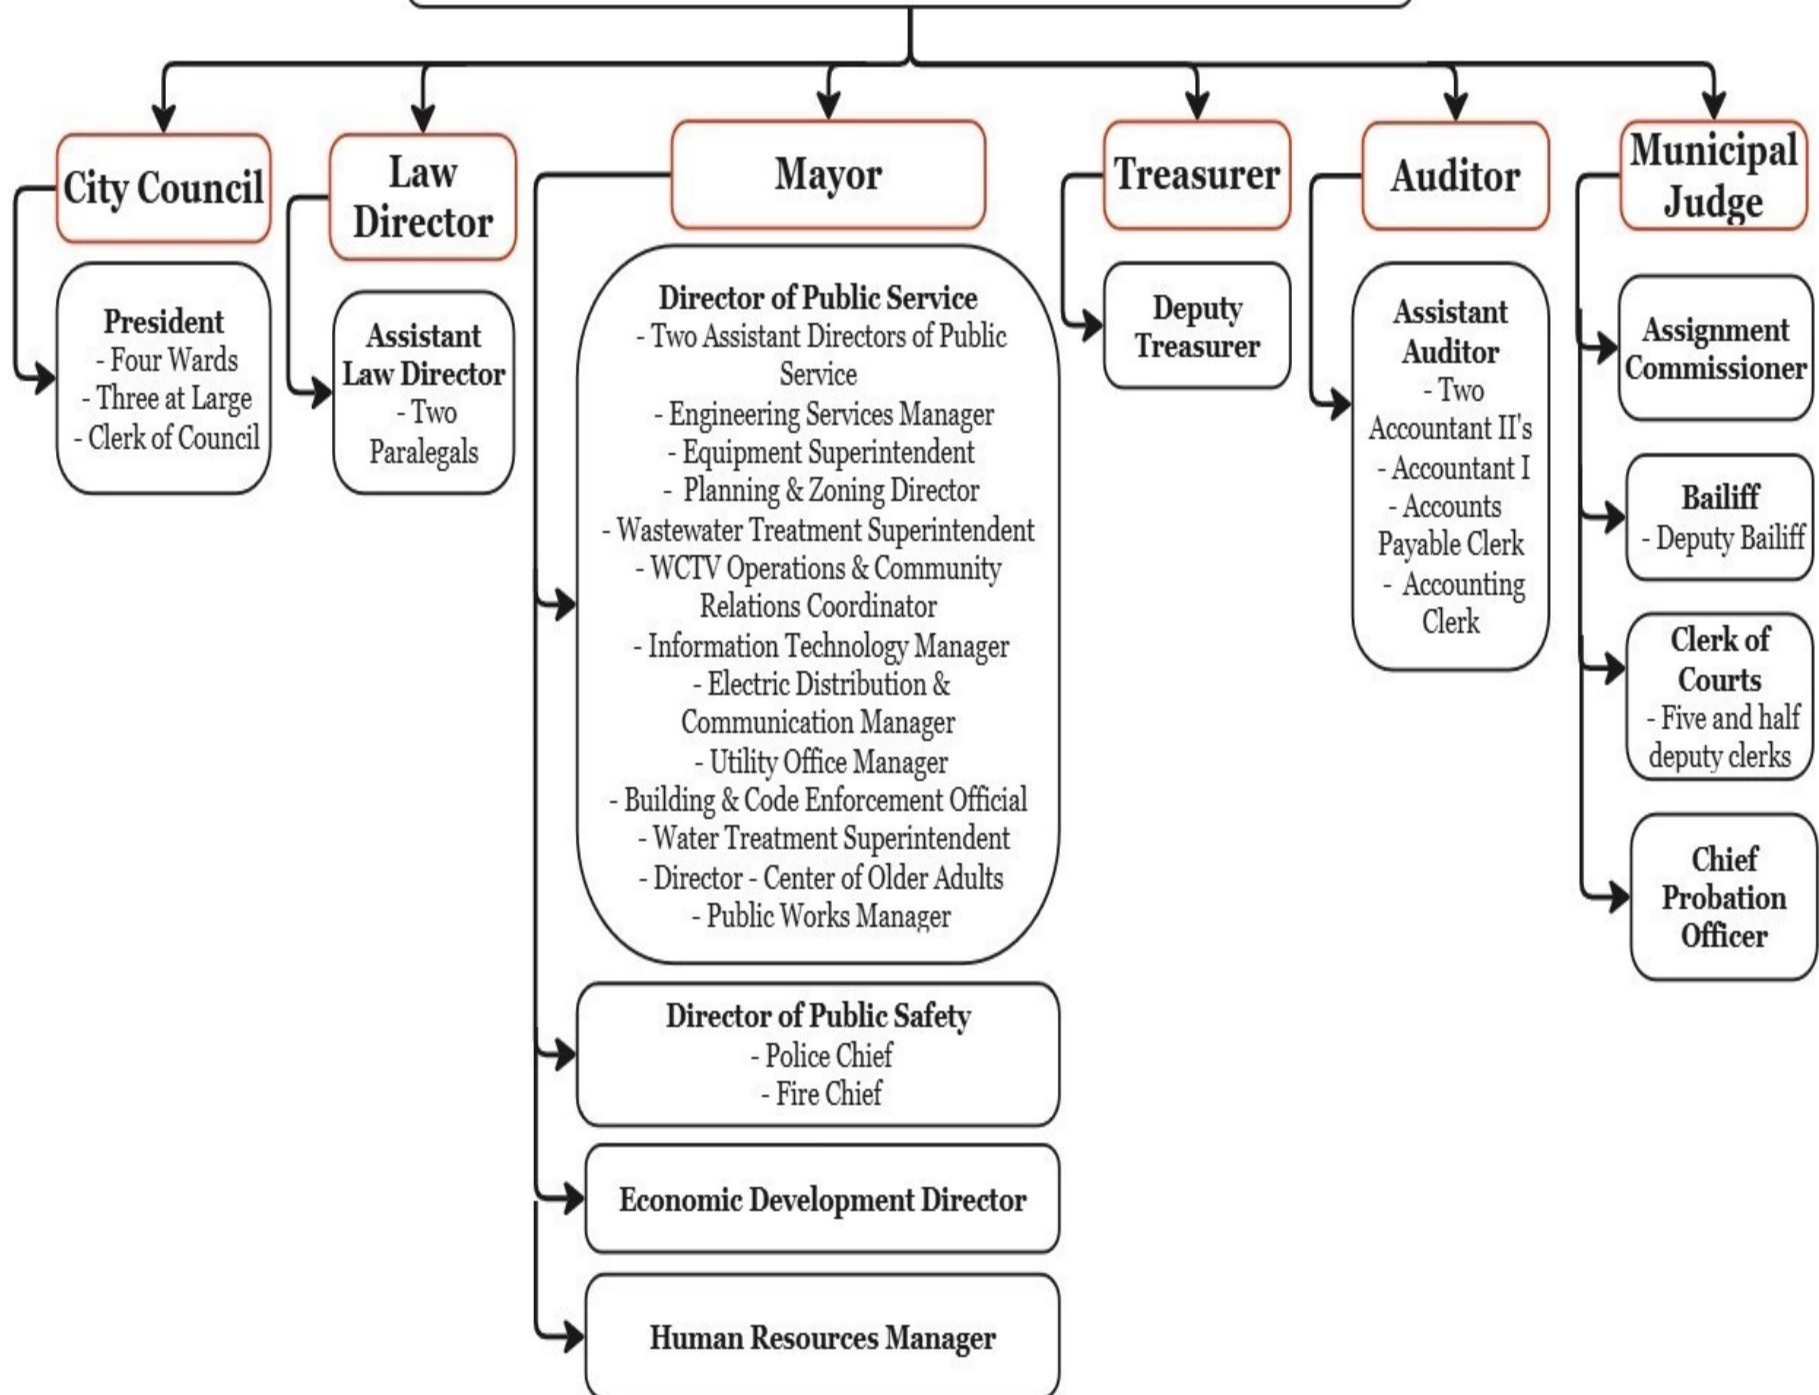 City Council
President
- Four Wards
- Three at Large
- Clerk of Council
Law
Director
Assistant
Law Director
- Two
Paralegals
Mayor
Director of Public Service
- Two Assistant Directors of Public
Service
- Engineering Services Manager
- Equipment Superintendent
- Planning & Zoning Director
- Wastewater Treatment Superintendent
- WCTV Operations & Community
Relations Coordinator
- Information Technology Manager
- Electric Distribution &
Communication Manager
- Utility Office Manager
- Building & Code Enforcement Official
- Water Treatment Superintendent
- Director - Center of Older Adults
- Public Works Manager
Director of Public Safety
- Police Chief
- Fire Chief
Economic Development Director
Human Resources Manager
Treasurer
Deputy
Treasurer
Auditor
Assistant
Auditor
- Two
Accountant II's
- Accountant I
- Accounts
Payable Clerk
- Accounting
Clerk
Municipal
Judge
Assignment
Commissioner
Bailiff
- Deputy Bailiff
Clerk of
Courts
- Five and half
deputy clerks
Chief
Probation
Officer